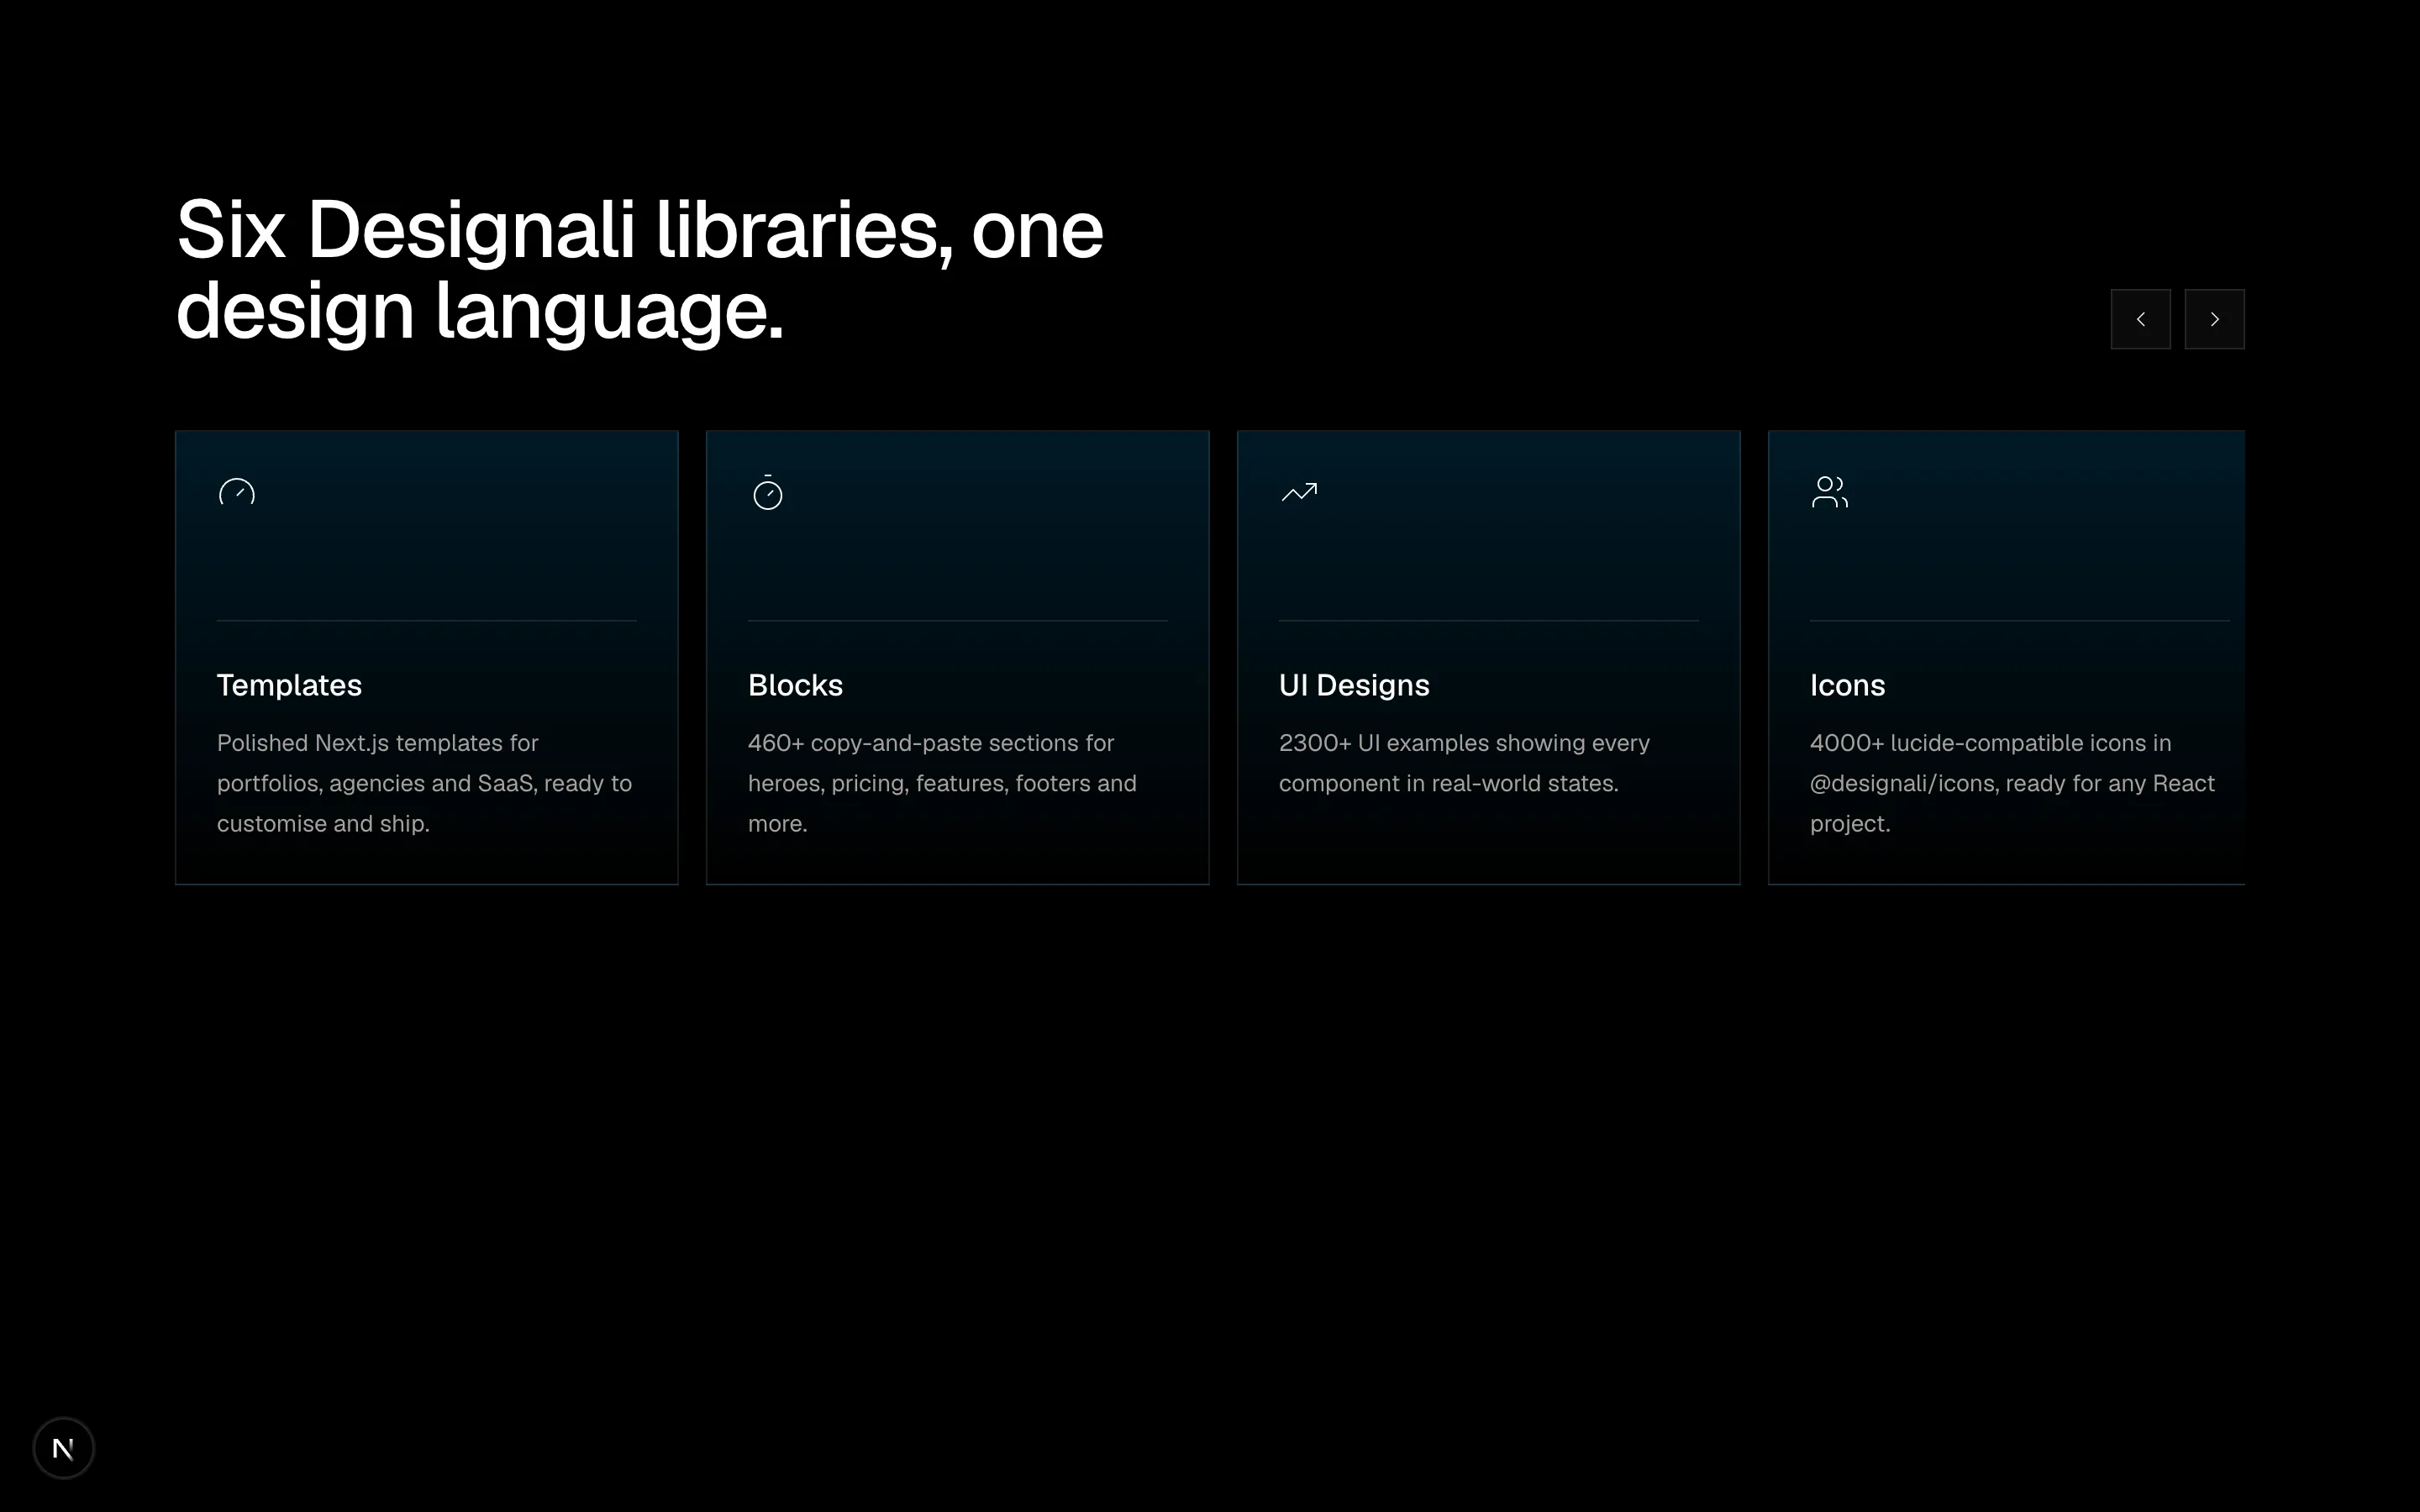 Six Designali libraries, one
design language.
Templates
Polished Next.js templates for
portfolios, agencies and SaaS, ready to
customise and ship.
Blocks
460+ copy-and-paste sections for
heroes, pricing, features, footers and
more.
UI Designs
2300+ UI examples showing every
component in real-world states.
Icons
4000+ lucide-compatible icons in
@designali/icons, ready for any React
project.
N